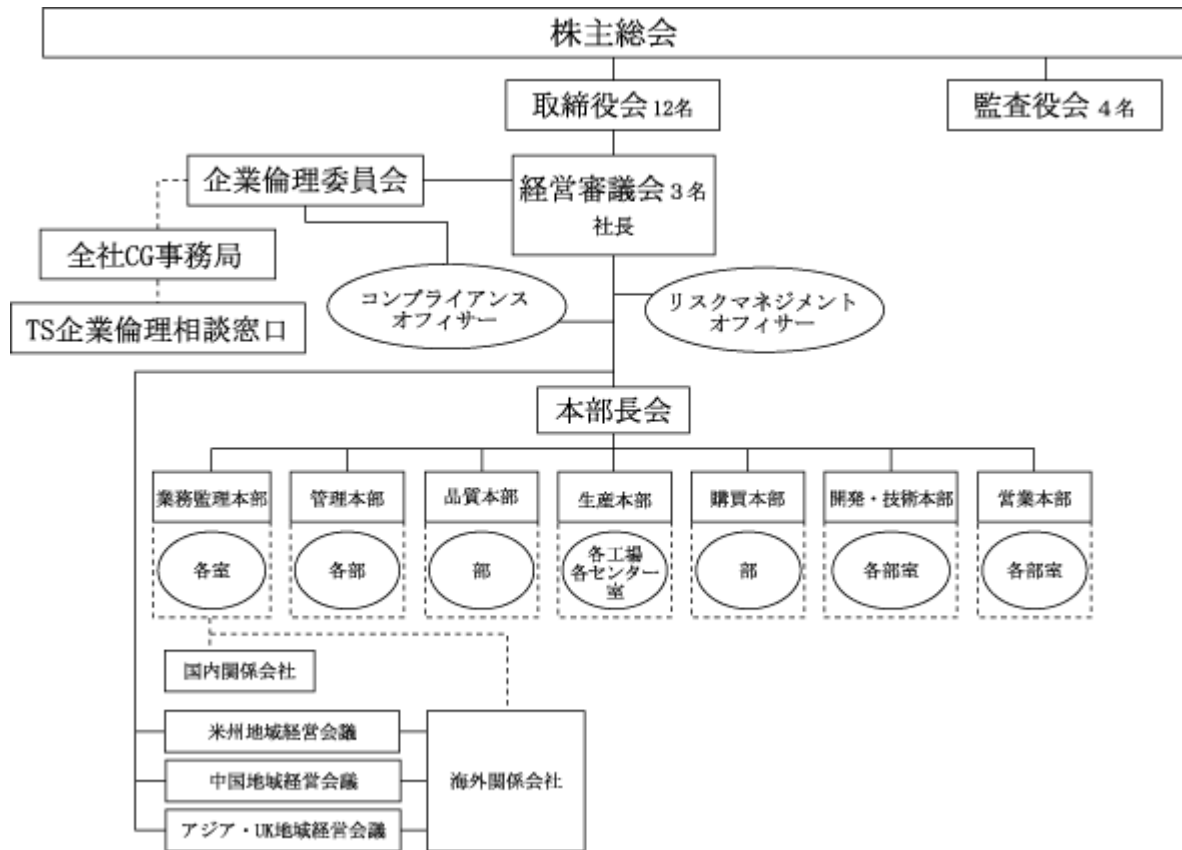 株主総会
取締役会 12名
監査役会 4名
企業倫理委員会
経営審議会 3名
社長
全社CG事務局
コンプライアンス
オフィサー
リスクマネジメント
オフィサー
TS企業倫理相談窓口
本部長会
業務監理本部
管理本部
品質本部
生産本部
購買本部
開発・技術本部
営業本部
各室
各部
部
各工場
各センター
室
部
各部室
各部室
国内関係会社
米州地域経営会議
中国地域経営会議
海外関係会社
アジア・UK地域経営会議